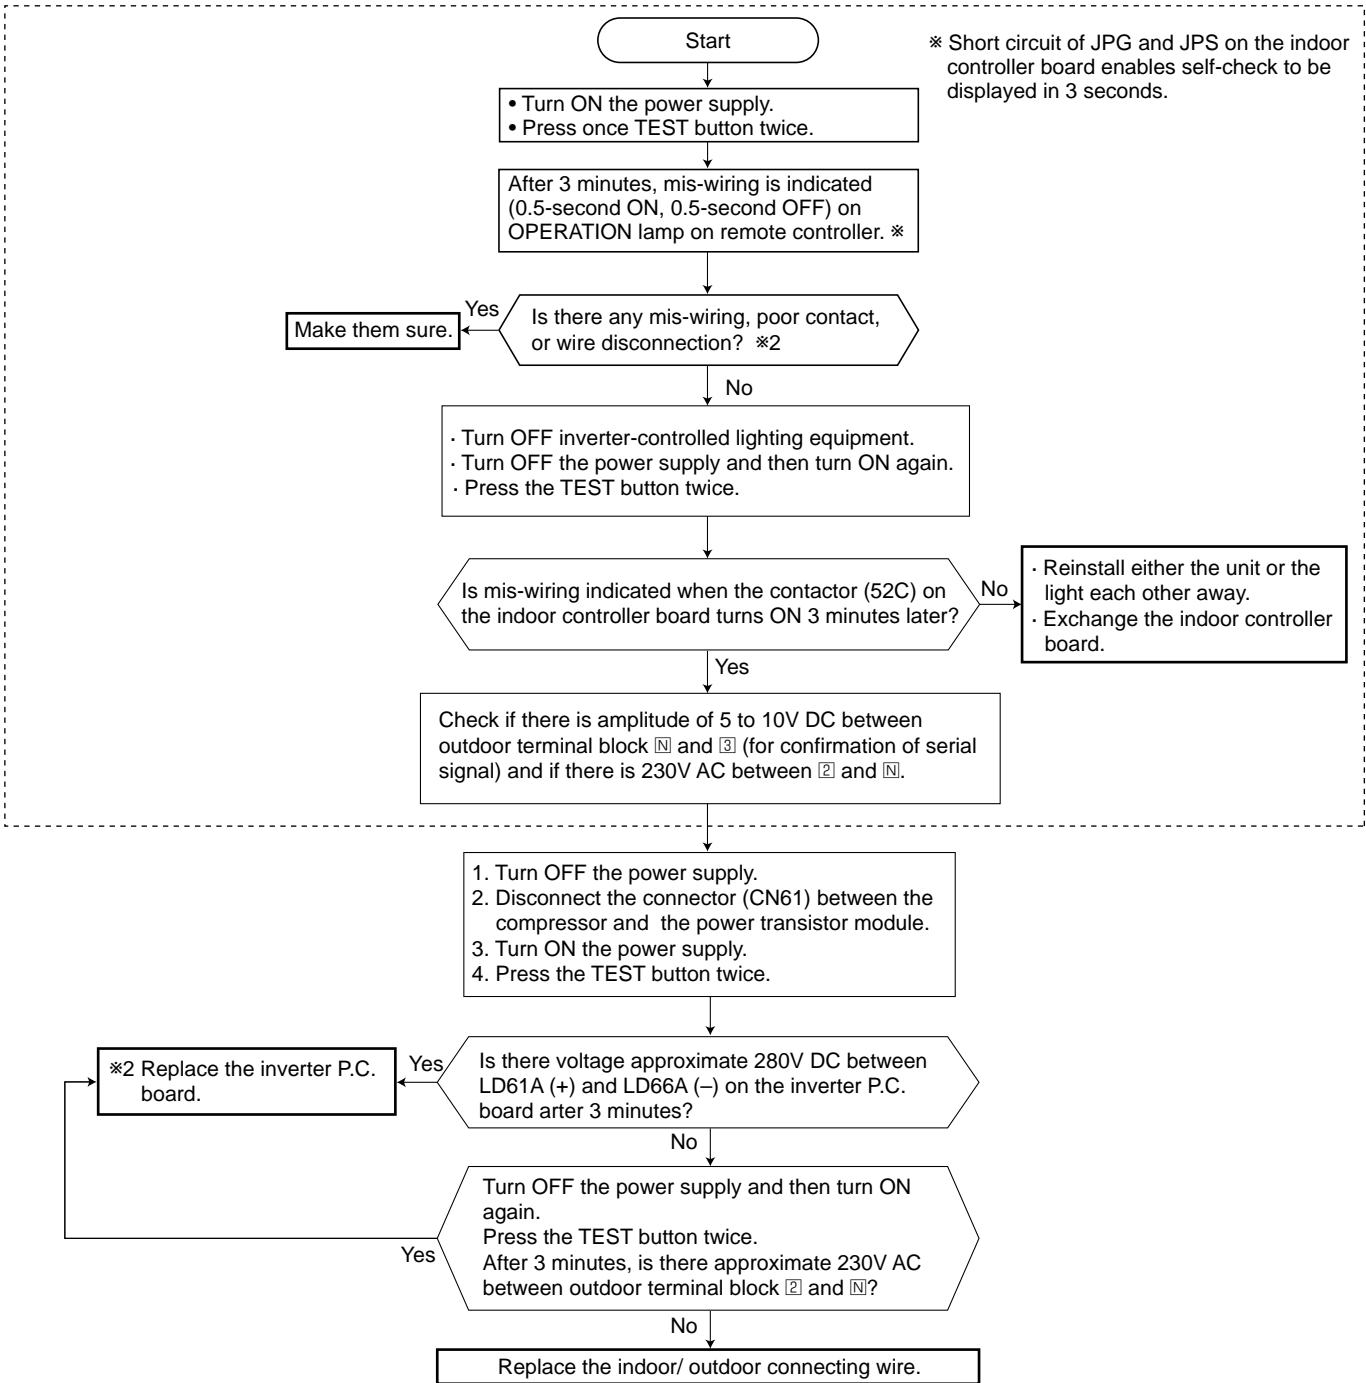 Start
※ Short circuit of JPG and JPS on the indoor
controller board enables self-check to be
displayed in 3 seconds.
• Turn ON the power supply.
• Press once TEST button twice.
After 3 minutes, mis-wiring is indicated
(0.5-second ON, 0.5-second OFF) on
OPERATION lamp on remote controller. ※
Is there any mis-wiring, poor contact,
or wire disconnection? ※2
Yes
Make them sure.
No
· Turn OFF inverter-controlled lighting equipment.
· Turn OFF the power supply and then turn ON again.
· Press the TEST button twice.
Is mis-wiring indicated when the contactor (52C) on
the indoor controller board turns ON 3 minutes later?
No
· Reinstall either the unit or the
light each other away.
· Exchange the indoor controller
board.
Yes
Check if there is amplitude of 5 to 10V DC between
outdoor terminal block N and 3 (for confirmation of serial
signal) and if there is 230V AC between 2 and N.
1. Turn OFF the power supply.
2. Disconnect the connector (CN61) between the
compressor and the power transistor module.
3. Turn ON the power supply.
4. Press the TEST button twice.
Is there voltage approximate 280V DC between
LD61A (+) and LD66A (–) on the inverter P.C.
board arter 3 minutes?
Yes
※2 Replace the inverter P.C.
board.
No
Turn OFF the power supply and then turn ON
again.
Press the TEST button twice.
After 3 minutes, is there approximate 230V AC
between outdoor terminal block 2 and N?
Yes
No
Replace the indoor/ outdoor connecting wire.